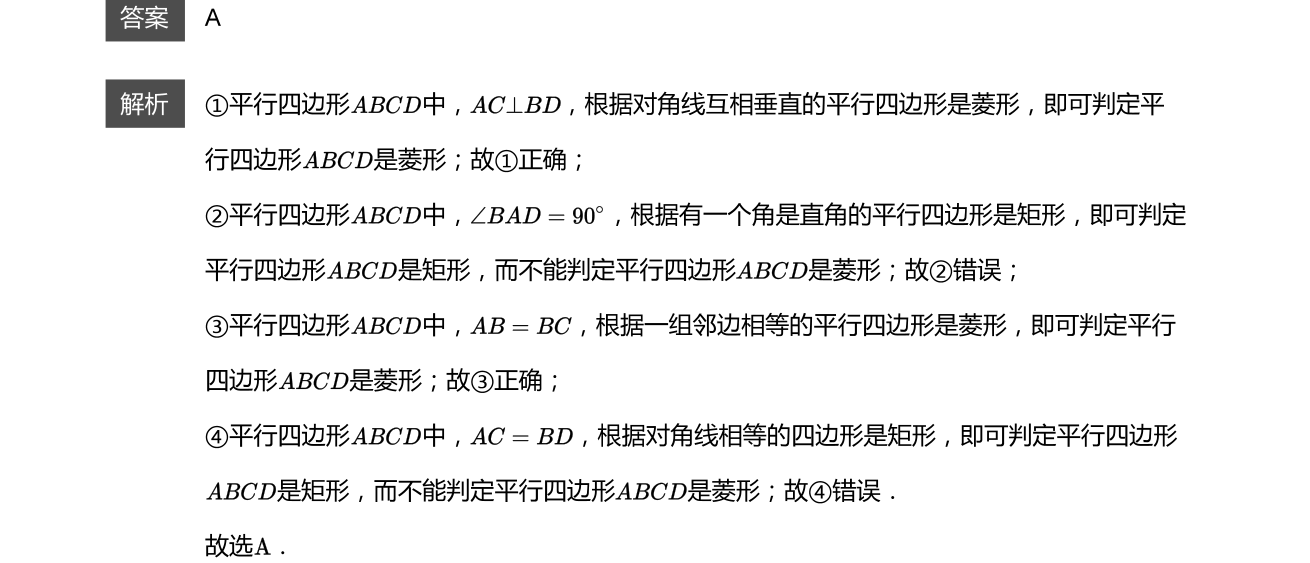 答案 A
解析 ①平行四边形ABCD中，AC⊥BD，根据对角线互相垂直的平行四边形是菱形，即可判定平
行四边形ABCD是菱形；故①正确；
②平行四边形ABCD中，∠BAD = 90°，根据有一个角是直角的平行四边形是矩形，即可判定
平行四边形ABCD是矩形，而不能判定平行四边形ABCD是菱形；故②错误；
③平行四边形ABCD中，AB = BC，根据一组邻边相等的平行四边形是菱形，即可判定平行
四边形ABCD是菱形；故③正确；
④平行四边形ABCD中，AC = BD，根据对角线相等的四边形是矩形，即可判定平行四边形
ABCD是矩形，而不能判定平行四边形ABCD是菱形；故④错误．
故选A．